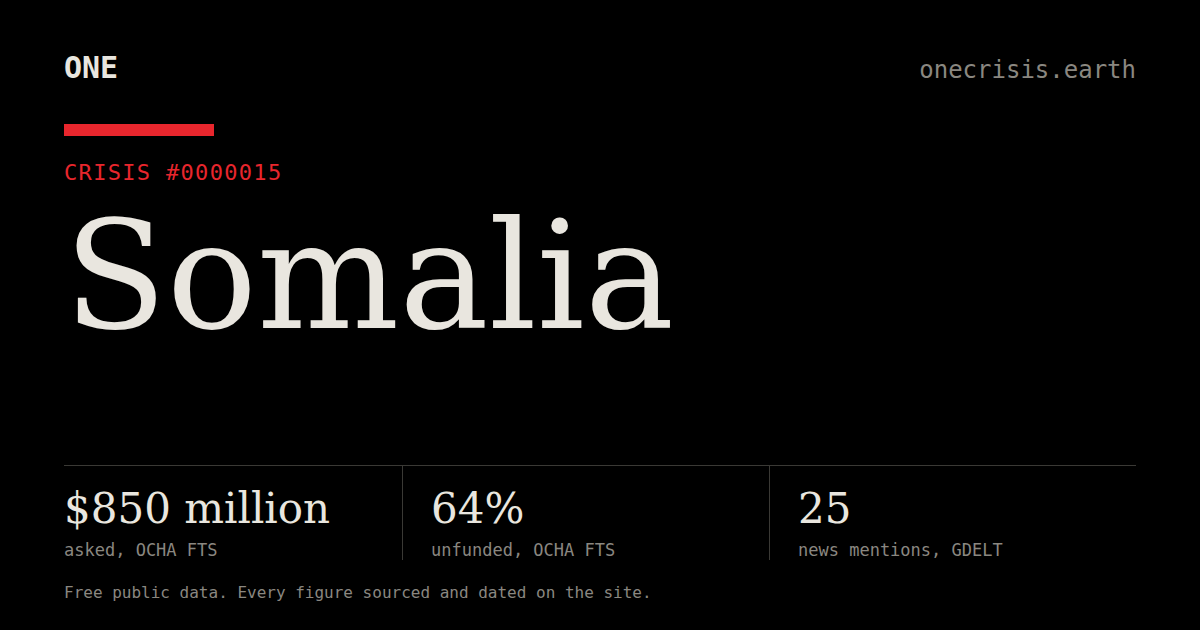 ONE
onecrisis.earth
CRISIS #0000015
Somalia
$850 million
asked, OCHA FTS
64%
unfunded, OCHA FTS
25
news mentions, GDELT
Free public data. Every figure sourced and dated on the site.